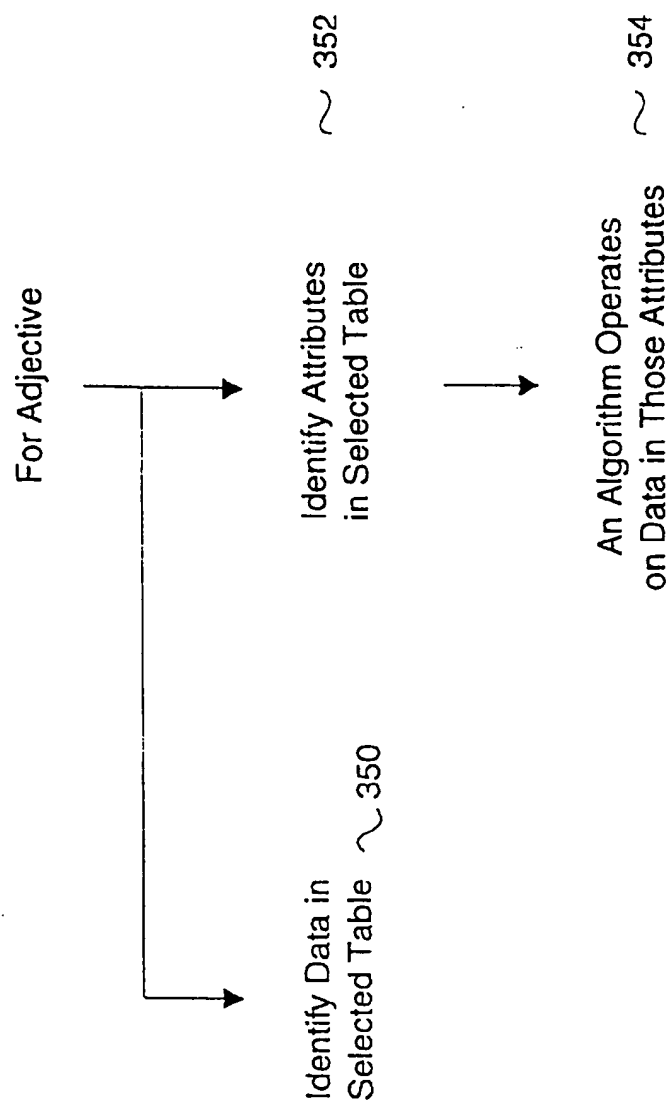 For Adjective
Identify Data in
Selected Table 350
Identify Attributes
in Selected Table
352
An Algorithm Operates
on Data in Those Attributes
354